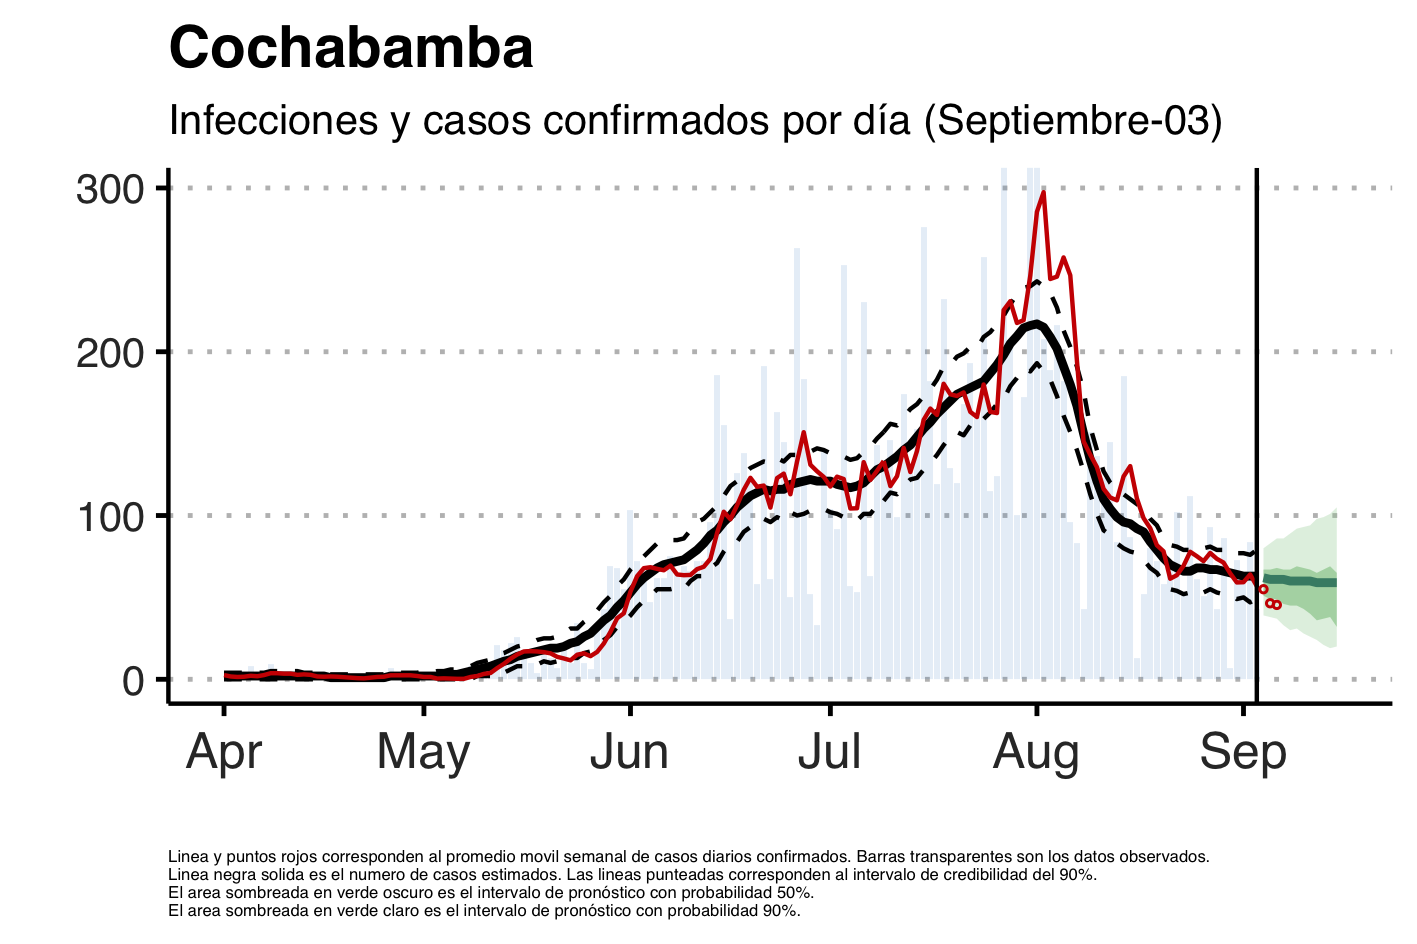 Cochabamba
Infecciones y casos confirmados por día (Septiembre-03)
300
200
100
0
Apr May Jun Jul Aug Sep
Linea y puntos rojos corresponden al promedio movil semanal de casos diarios confirmados. Barras transparentes son los datos observados.
Linea negra solida es el numero de casos estimados. Las lineas punteadas corresponden al intervalo de credibilidad del 90%.
El area sombreada en verde oscuro es el intervalo de pronóstico con probabilidad 50%.
El area sombreada en verde claro es el intervalo de pronóstico con probabilidad 90%.